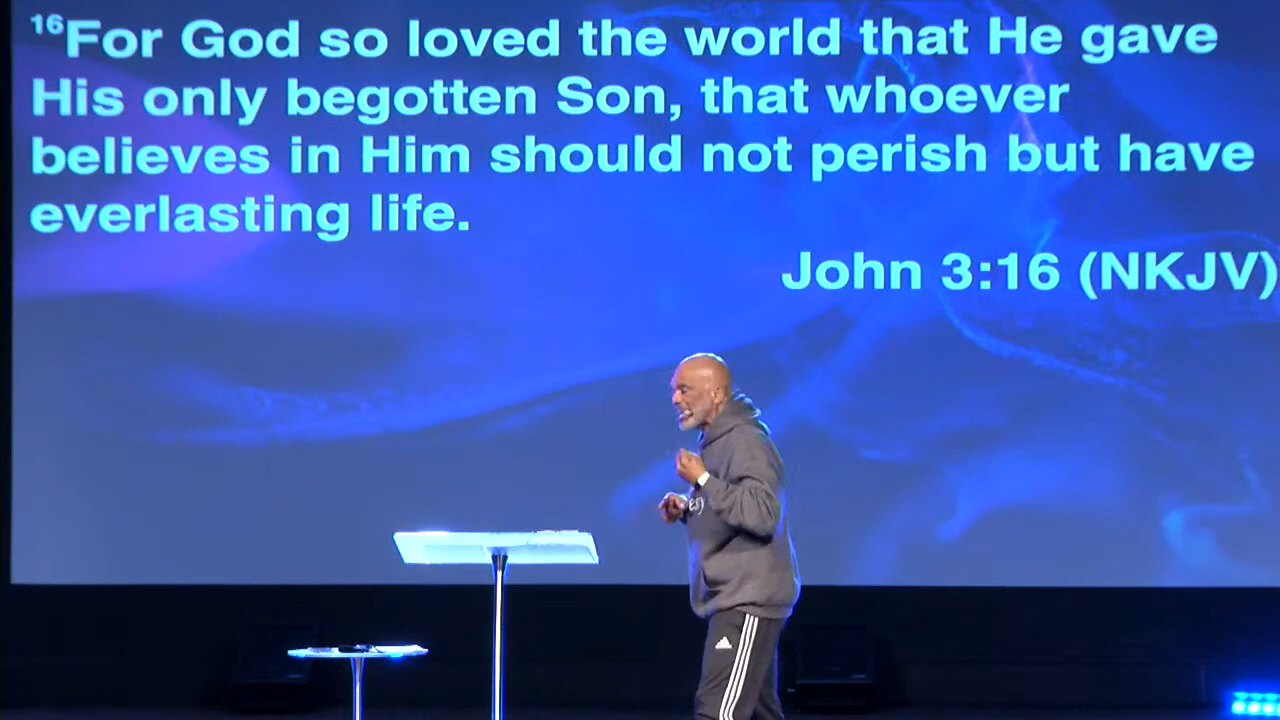 ¹⁶For God so loved the world that He gave
His only begotten Son, that whoever
believes in Him should not perish but have
everlasting life.
John 3:16 (NKJV)